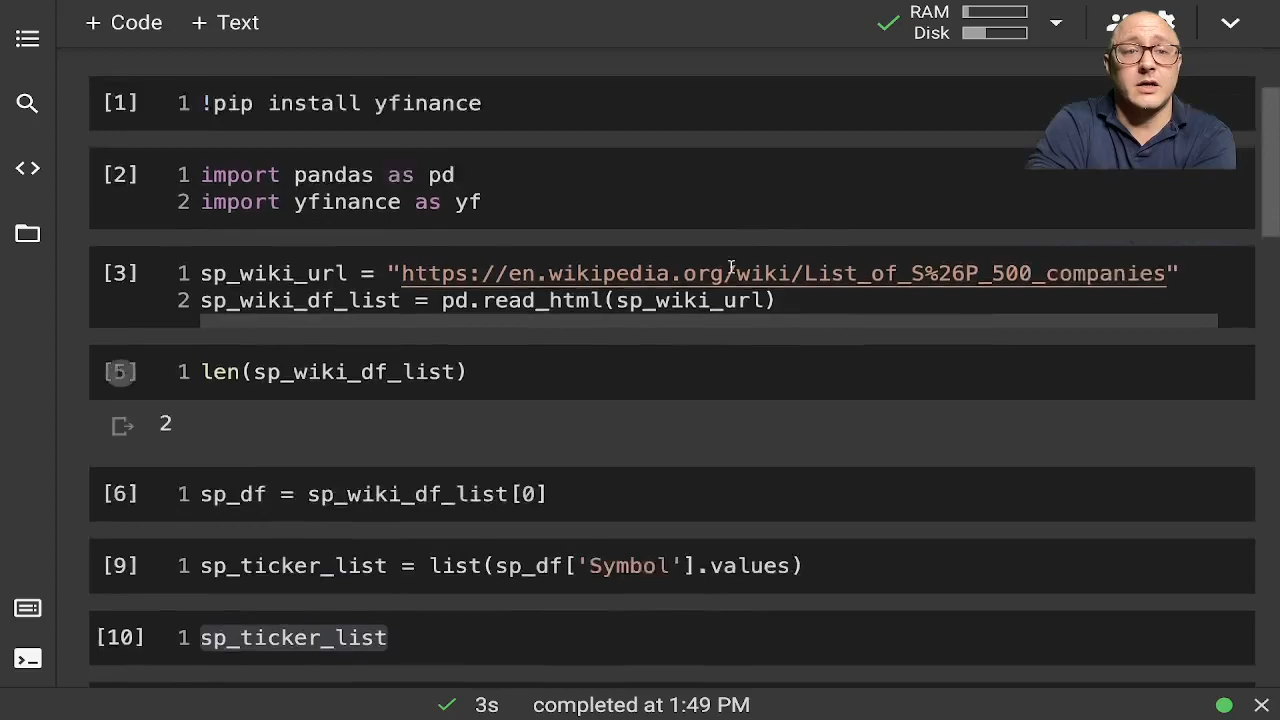 + Code + Text
RAM
Disk
[1] 1 !pip install yfinance
[2] 1 import pandas as pd
2 import yfinance as yf
[3] 1 sp_wiki_url = "https://en.wikipedia.org/wiki/List_of_S%26P_500_companies"
2 sp_wiki_df_list = pd.read_html(sp_wiki_url)
[5] 1 len(sp_wiki_df_list)
2
[6] 1 sp_df = sp_wiki_df_list[0]
[9] 1 sp_ticker_list = list(sp_df['Symbol'].values)
[10] 1 sp_ticker_list
3s completed at 1:49 PM